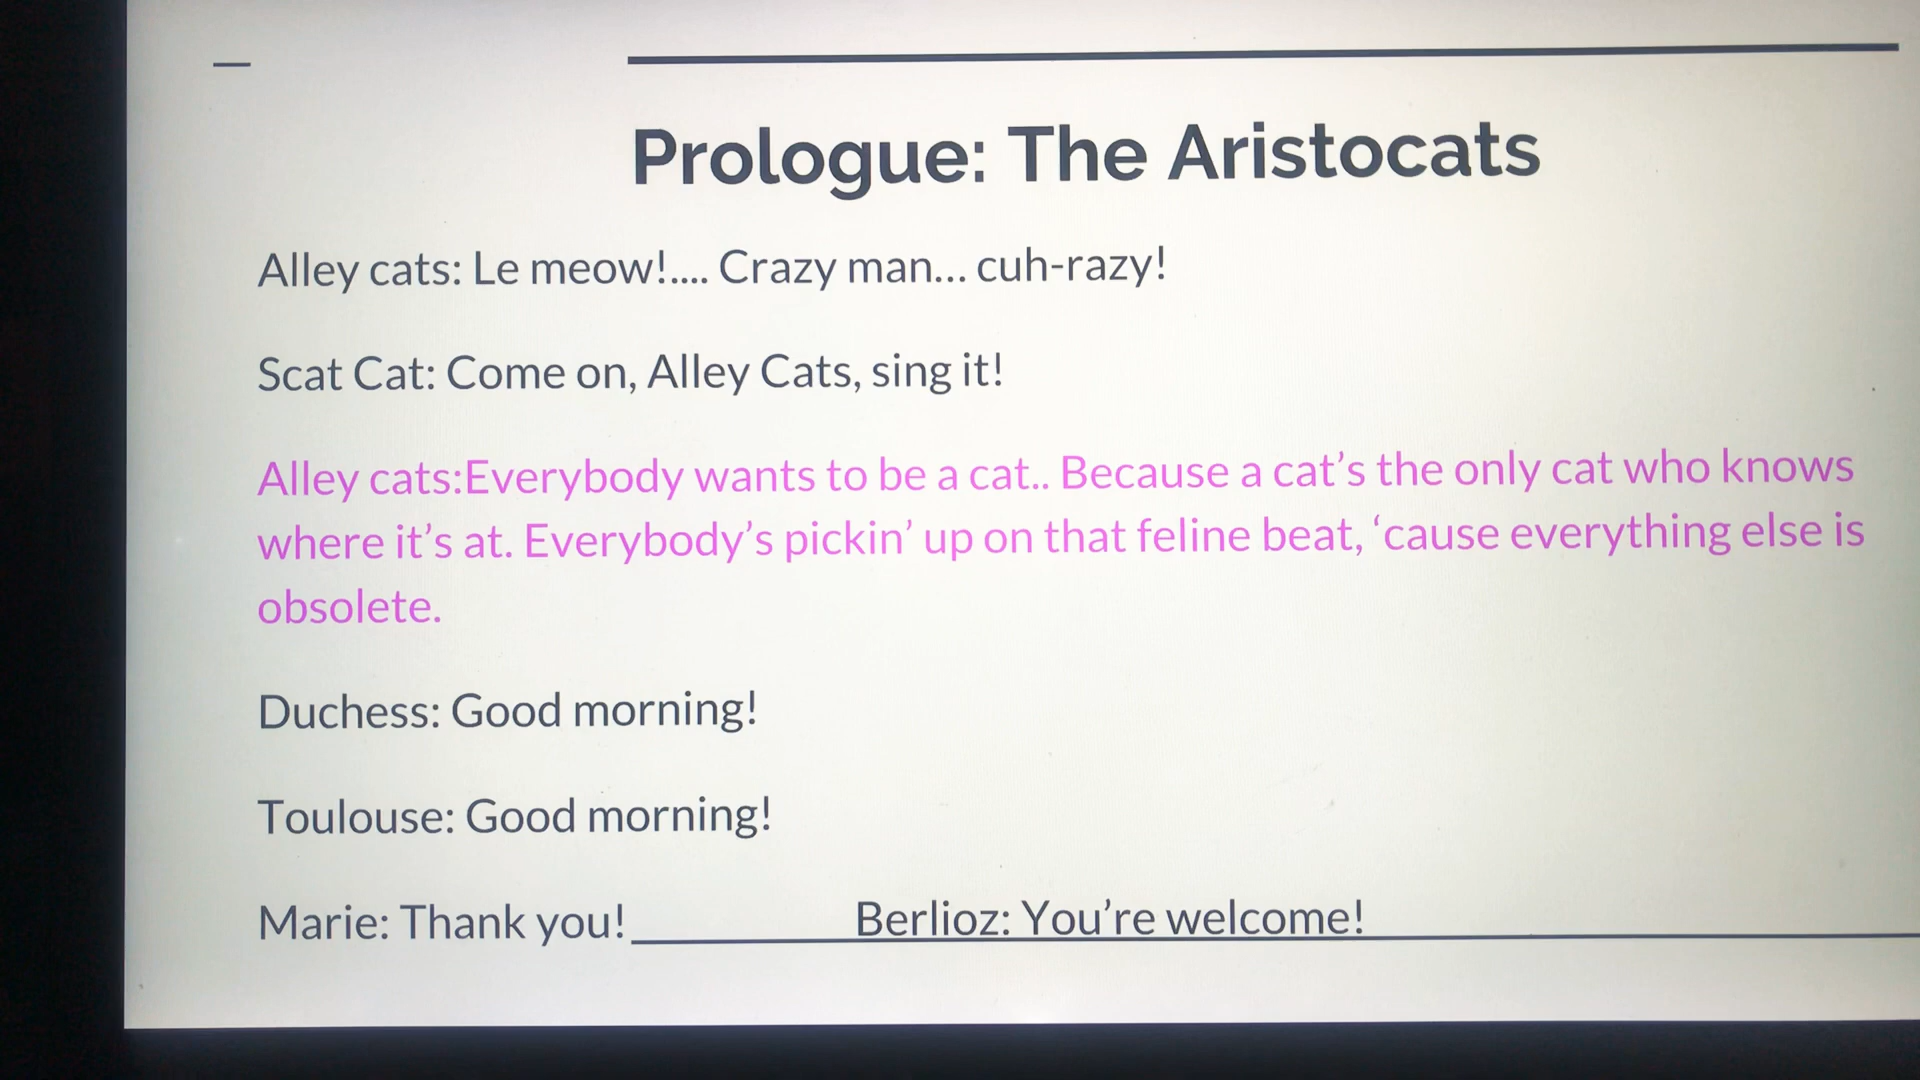 Prologue: The Aristocats
Alley cats: Le meow!.... Crazy man... cuh-razy!
Scat Cat: Come on, Alley Cats, sing it!
Alley cats:Everybody wants to be a cat.. Because a cat’s the only cat who knows
where it’s at. Everybody’s pickin’ up on that feline beat, ‘cause everything else is
obsolete.
Duchess: Good morning!
Toulouse: Good morning!
Marie: Thank you! Berlioz: You’re welcome!